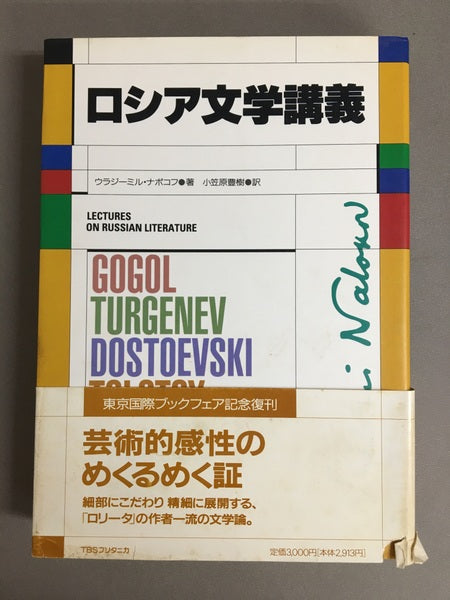 ロシア文学講義
ウラジーミル・ナボコフ●著 小笠原豊樹●訳
LECTURES
ON RUSSIAN LITERATURE
GOGOL
TURGENEV
DOSTOEVSKI
TOLSTOY
東京国際ブックフェア記念復刊
芸術的感性の
めくるめく証
細部にこだわり 精細に展開する、
「ロリータ」の作者一流の文学論。
TBSブリタニカ
定価3,000円[本体2,913円]